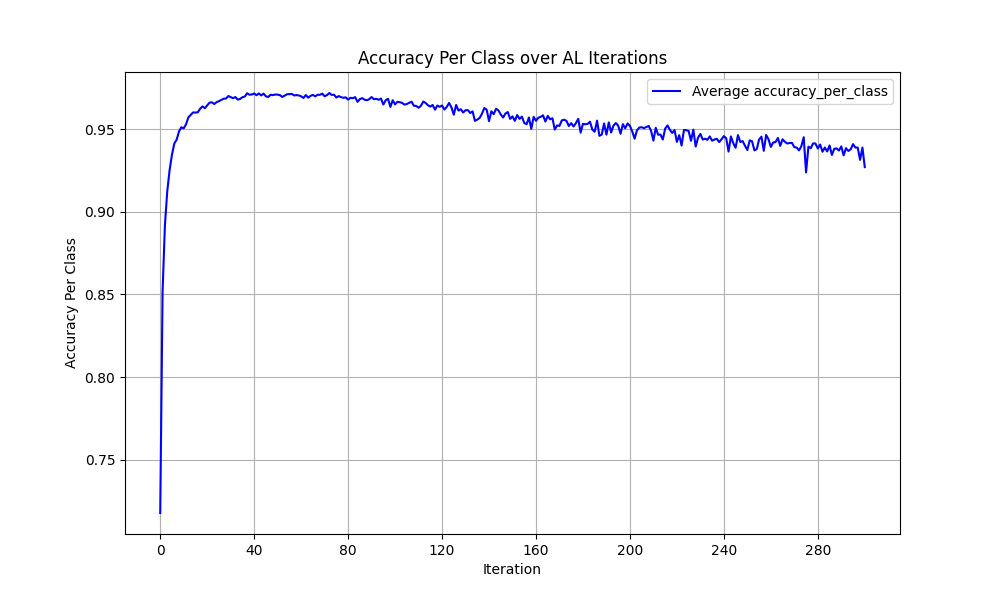 Accuracy Per Class over AL Iterations
Average accuracy_per_class
Accuracy Per Class
0.95
0.90
0.85
0.80
0.75
0 40 80 120 160 200 240 280
Iteration